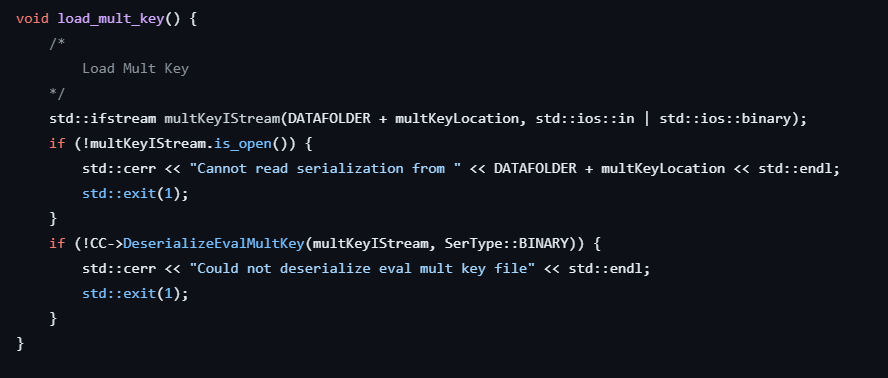 void load_mult_key() {
    /*
        Load Mult Key
    */
    std::ifstream multKeyIStream(DATAFOLDER + multKeyLocation, std::ios::in | std::ios::binary);
    if (!multKeyIStream.is_open()) {
        std::cerr << "Cannot read serialization from " << DATAFOLDER + multKeyLocation << std::endl;
        std::exit(1);
    }
    if (!CC->DeserializeEvalMultKey(multKeyIStream, SerType::BINARY)) {
        std::cerr << "Could not deserialize eval mult key file" << std::endl;
        std::exit(1);
    }
}